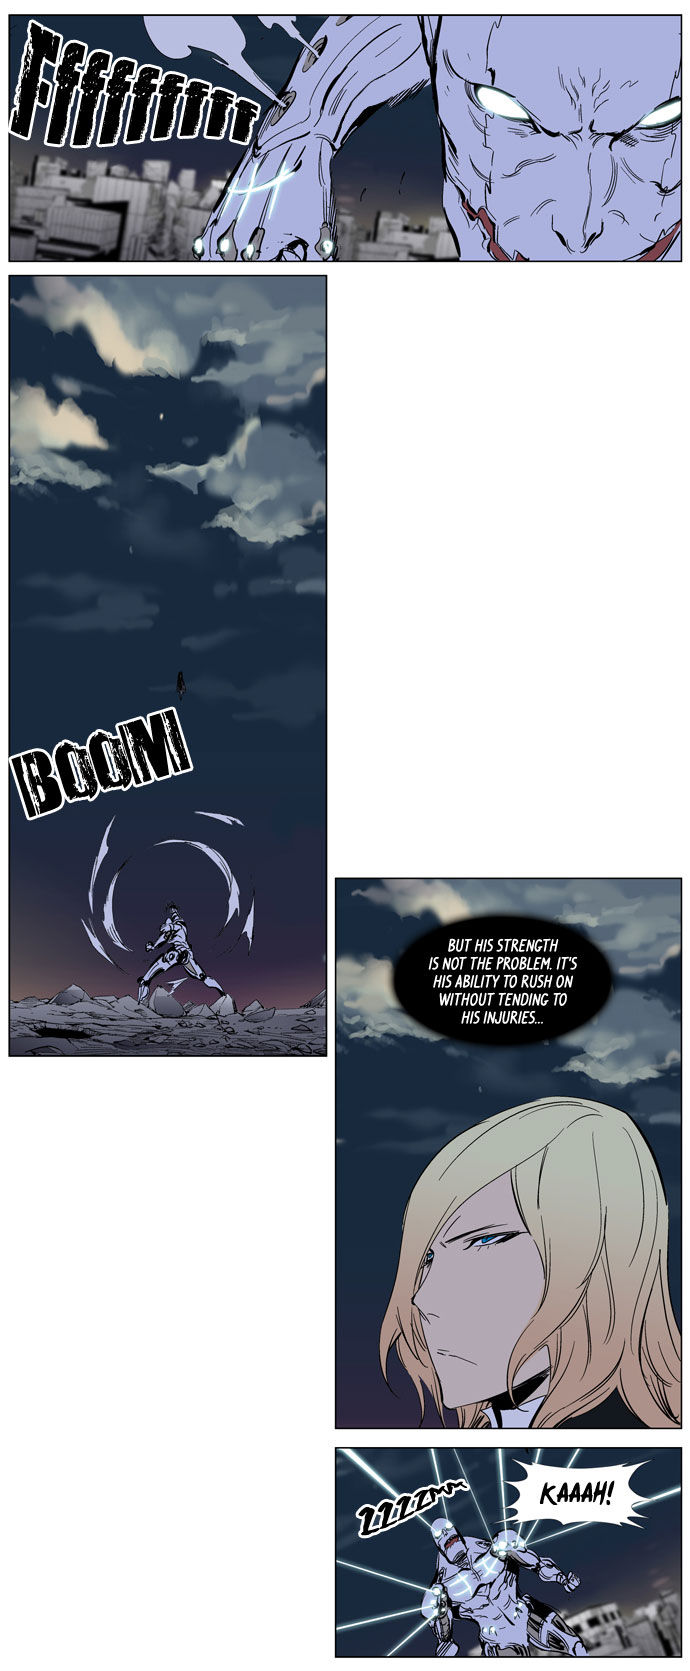 Fffffffff
BOOM
BUT HIS STRENGTH
IS NOT THE PROBLEM. IT'S
HIS ABILITY TO RUSH ON
WITHOUT TENDING TO
HIS INJURIES...
ZZZZMM
KAAAH!